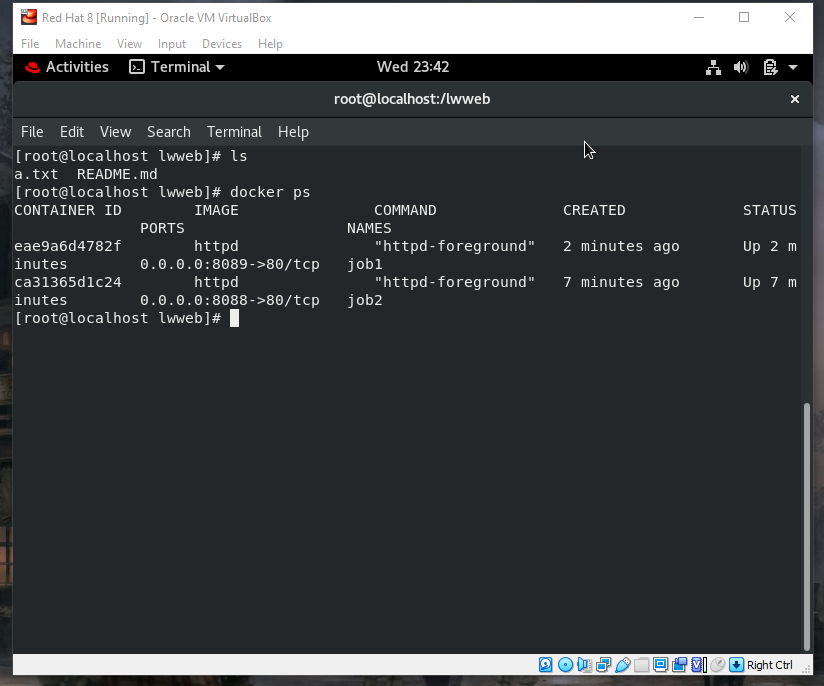 Red Hat 8 [Running] - Oracle VM VirtualBox
File Machine View Input Devices Help
Activities Terminal Wed 23:42
root@localhost:/lwweb
File Edit View Search Terminal Help
[root@localhost lwweb]# ls
a.txt  README.md
[root@localhost lwweb]# docker ps
CONTAINER ID        IMAGE               COMMAND              CREATED             STATUS
              PORTS                  NAMES
eae9a6d4782f        httpd               "httpd-foreground"   2 minutes ago       Up 2 m
inutes        0.0.0.0:8089->80/tcp   job1
ca31365d1c24        httpd               "httpd-foreground"   7 minutes ago       Up 7 m
inutes        0.0.0.0:8088->80/tcp   job2
[root@localhost lwweb]#
Right Ctrl